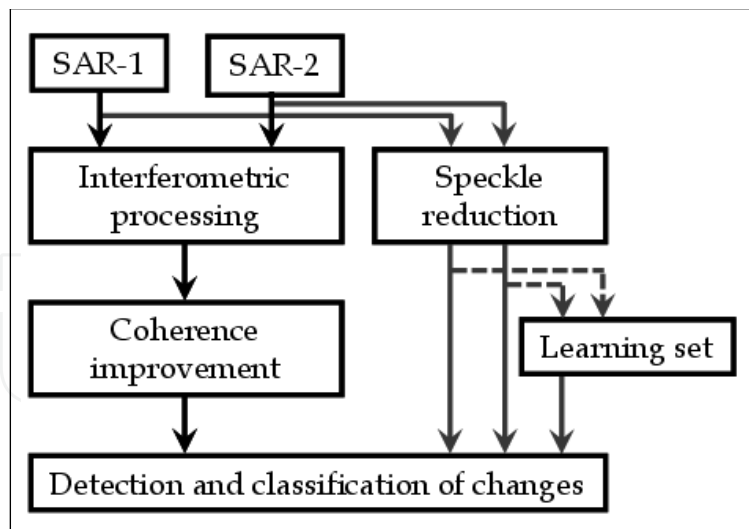 SAR-1
SAR-2
Interferometric
processing
Speckle
reduction
Coherence
improvement
Learning set
Detection and classification of changes